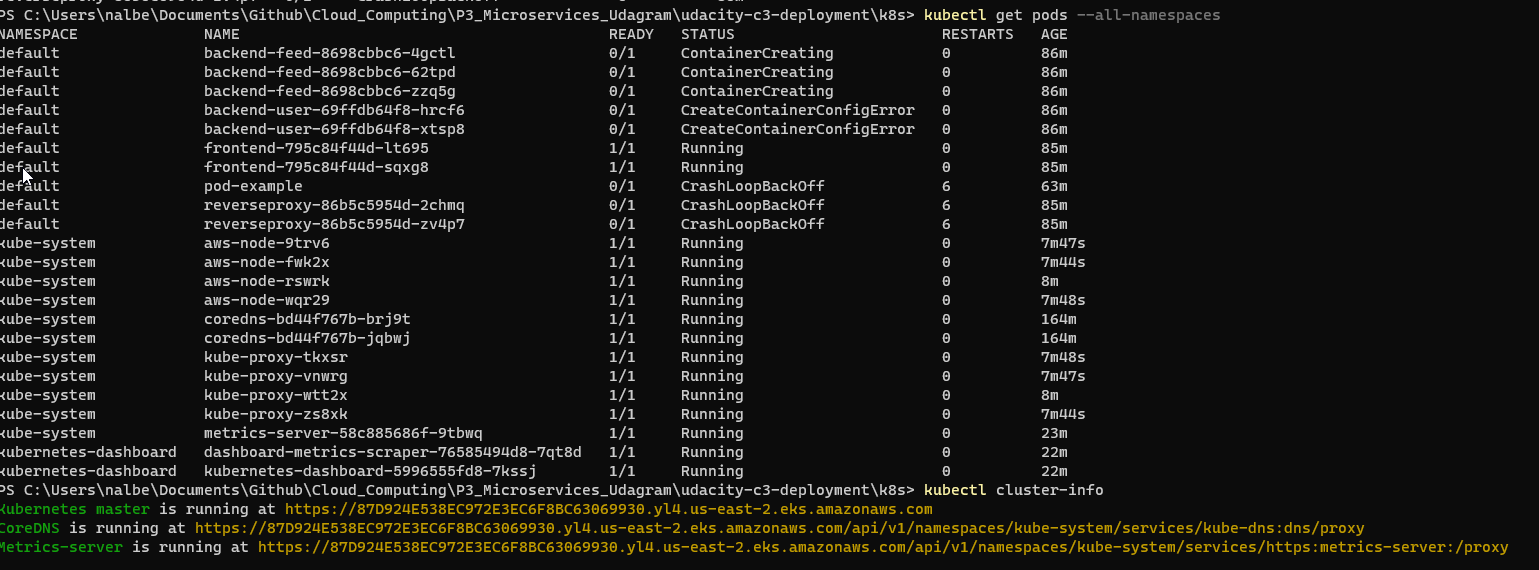 PS C:\Users\nalbe\Documents\Github\Cloud_Computing\P3_Microservices_Udagram\udacity-c3-deployment\k8s> kubectl get pods --all-namespaces
NAMESPACE NAME READY STATUS RESTARTS AGE
default backend-feed-8698cbbc6-4gctl 0/1 ContainerCreating 0 86m
default backend-feed-8698cbbc6-62tpd 0/1 ContainerCreating 0 86m
default backend-feed-8698cbbc6-zzq5g 0/1 ContainerCreating 0 86m
default backend-user-69ffdb64f8-hrcf6 0/1 CreateContainerConfigError 0 86m
default backend-user-69ffdb64f8-xtsp8 0/1 CreateContainerConfigError 0 86m
default frontend-795c84f44d-lt695 1/1 Running 0 85m
default frontend-795c84f44d-sqxg8 1/1 Running 0 85m
default pod-example 0/1 CrashLoopBackOff 6 63m
default reverseproxy-86b5c5954d-2chmq 0/1 CrashLoopBackOff 6 85m
default reverseproxy-86b5c5954d-zv4p7 0/1 CrashLoopBackOff 6 85m
kube-system aws-node-9trv6 1/1 Running 0 7m47s
kube-system aws-node-fwk2x 1/1 Running 0 7m44s
kube-system aws-node-rswrk 1/1 Running 0 8m
kube-system aws-node-wqr29 1/1 Running 0 7m48s
kube-system coredns-bd44f767b-brj9t 1/1 Running 0 164m
kube-system coredns-bd44f767b-jqbwj 1/1 Running 0 164m
kube-system kube-proxy-tkxsr 1/1 Running 0 7m48s
kube-system kube-proxy-vnwrg 1/1 Running 0 7m47s
kube-system kube-proxy-wtt2x 1/1 Running 0 8m
kube-system kube-proxy-zs8xk 1/1 Running 0 7m44s
kube-system metrics-server-58c885686f-9tbwq 1/1 Running 0 23m
kubernetes-dashboard dashboard-metrics-scraper-76585494d8-7qt8d 1/1 Running 0 22m
kubernetes-dashboard kubernetes-dashboard-5996555fd8-7kssj 1/1 Running 0 22m
PS C:\Users\nalbe\Documents\Github\Cloud_Computing\P3_Microservices_Udagram\udacity-c3-deployment\k8s> kubectl cluster-info
Kubernetes master is running at https://87D924E538EC972E3EC6F8BC63069930.yl4.us-east-2.eks.amazonaws.com
CoreDNS is running at https://87D924E538EC972E3EC6F8BC63069930.yl4.us-east-2.eks.amazonaws.com/api/v1/namespaces/kube-system/services/kube-dns:dns/proxy
Metrics-server is running at https://87D924E538EC972E3EC6F8BC63069930.yl4.us-east-2.eks.amazonaws.com/api/v1/namespaces/kube-system/services/https:metrics-server:/proxy